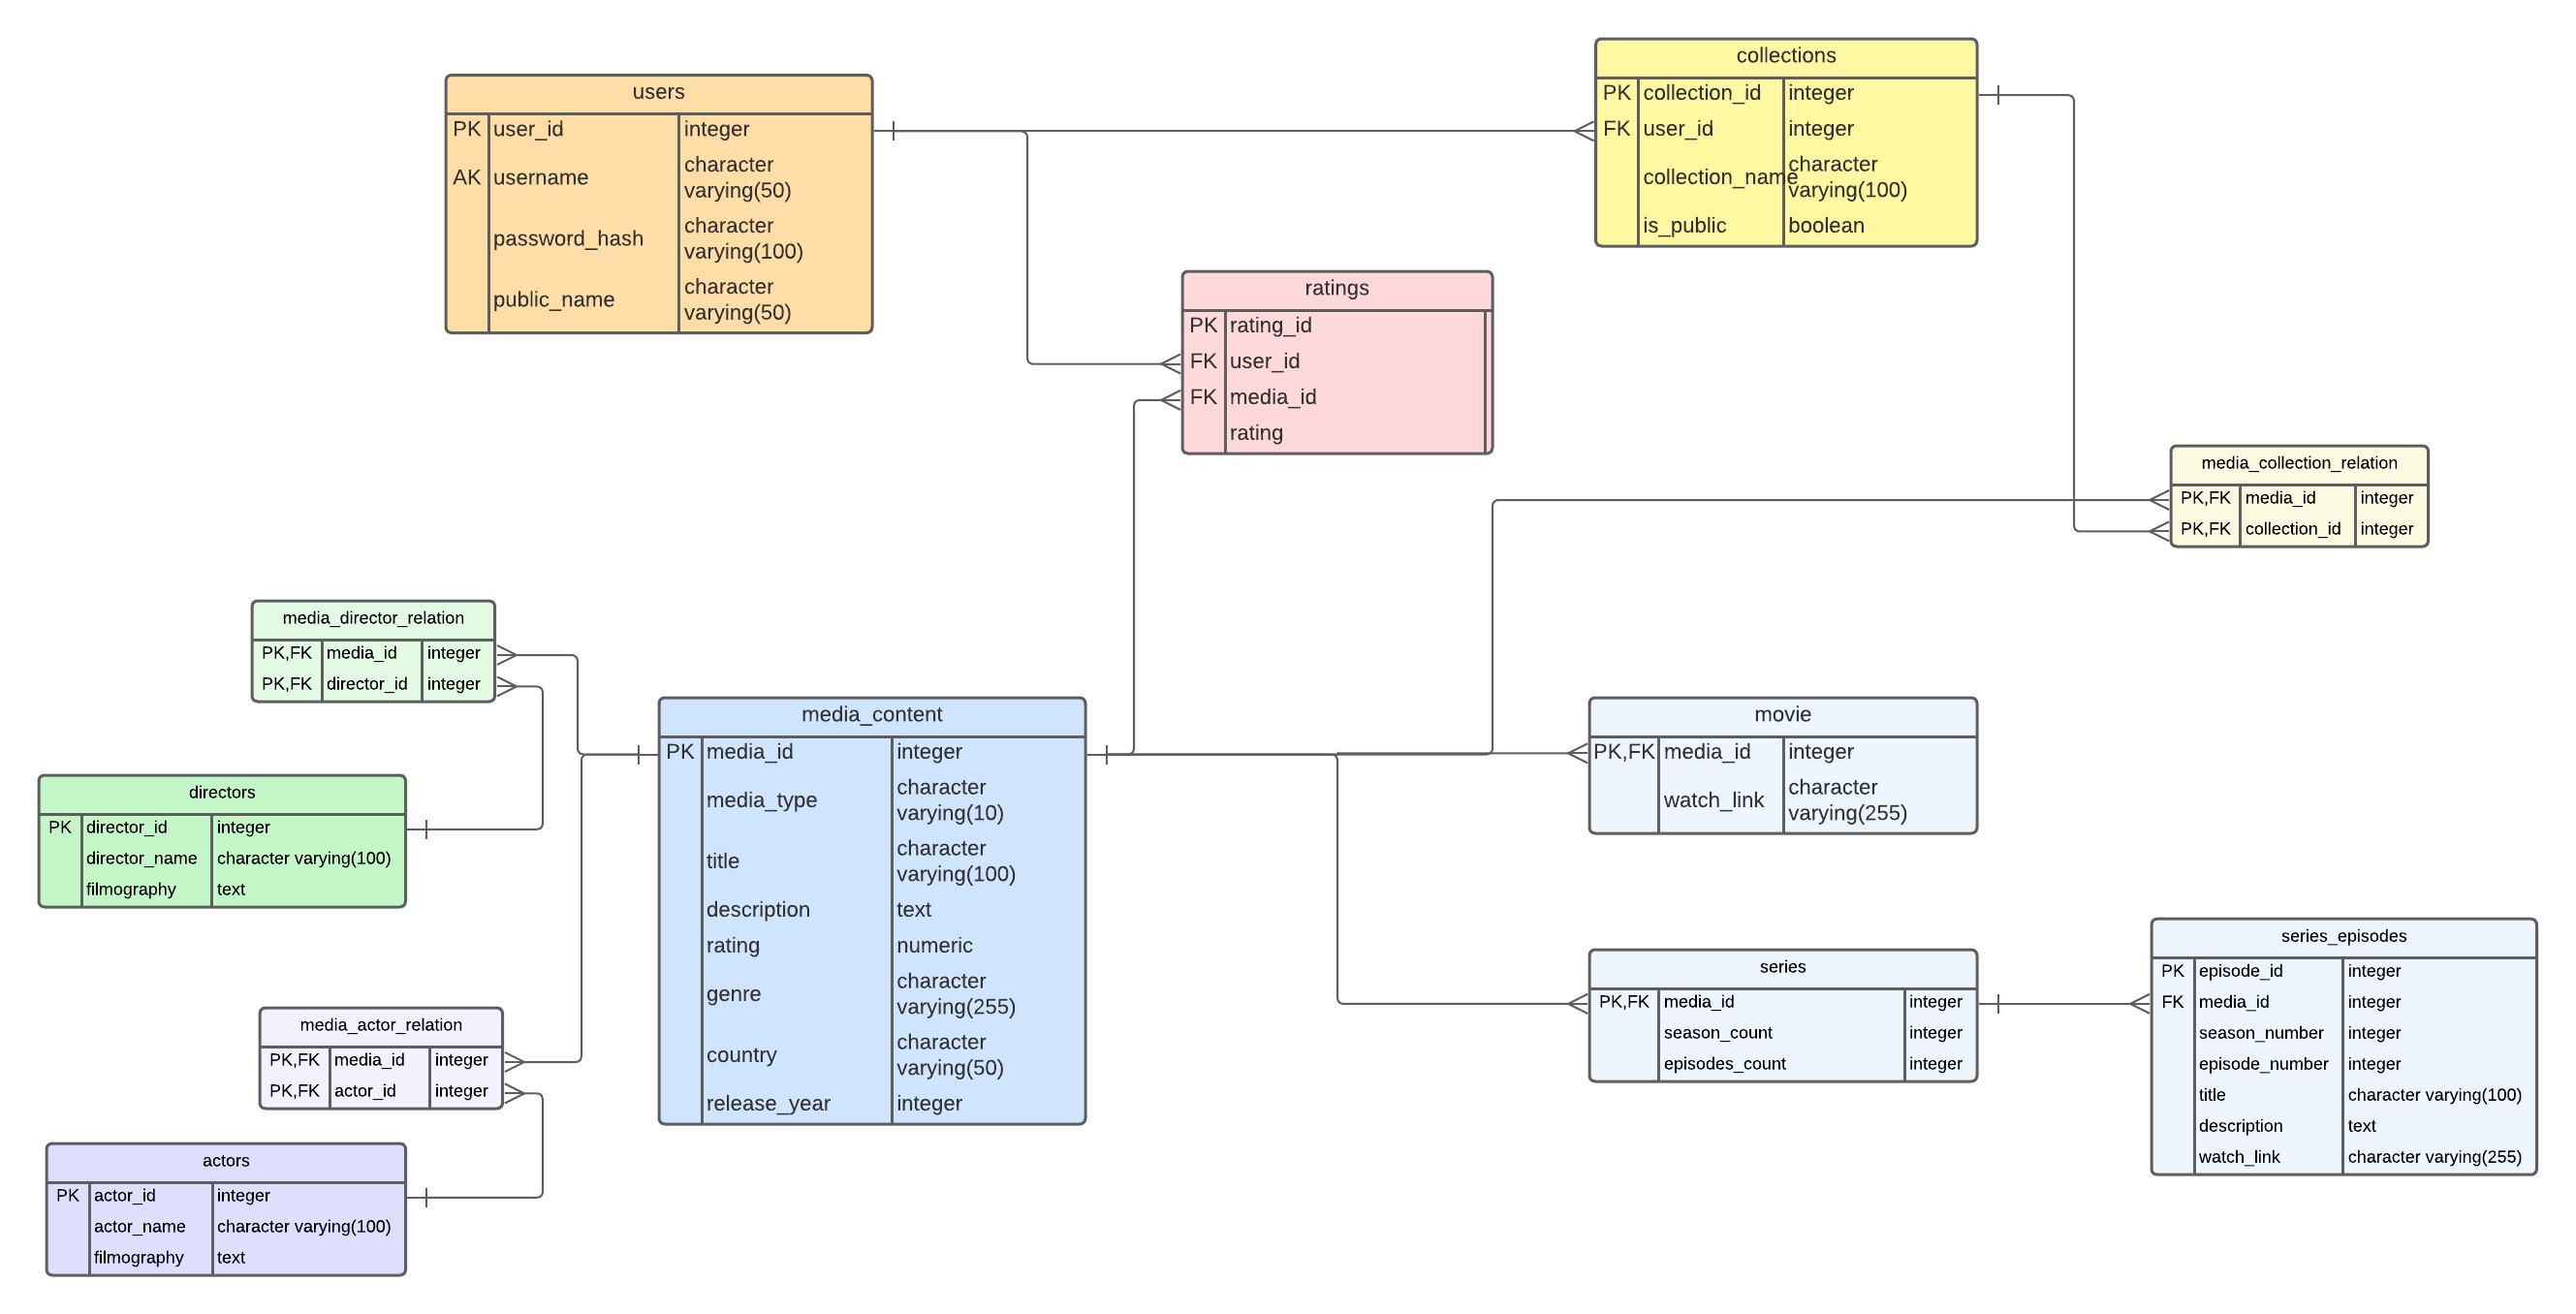 users
PK user_id integer
AK username character varying(50)
password_hash character varying(100)
public_name character varying(50)
collections
PK collection_id integer
FK user_id integer
collection_name character varying(100)
is_public boolean
ratings
PK rating_id
FK user_id
FK media_id
rating
media_collection_relation
PK,FK media_id integer
PK,FK collection_id integer
media_director_relation
PK,FK media_id integer
PK,FK director_id integer
directors
PK director_id integer
director_name character varying(100)
filmography text
media_actor_relation
PK,FK media_id integer
PK,FK actor_id integer
actors
PK actor_id integer
actor_name character varying(100)
filmography text
media_content
PK media_id integer
media_type character varying(10)
title character varying(100)
description text
rating numeric
genre character varying(255)
country character varying(50)
release_year integer
movie
PK,FK media_id integer
watch_link character varying(255)
series
PK,FK media_id integer
season_count integer
episodes_count integer
series_episodes
PK episode_id integer
FK media_id integer
season_number integer
episode_number integer
title character varying(100)
description text
watch_link character varying(255)